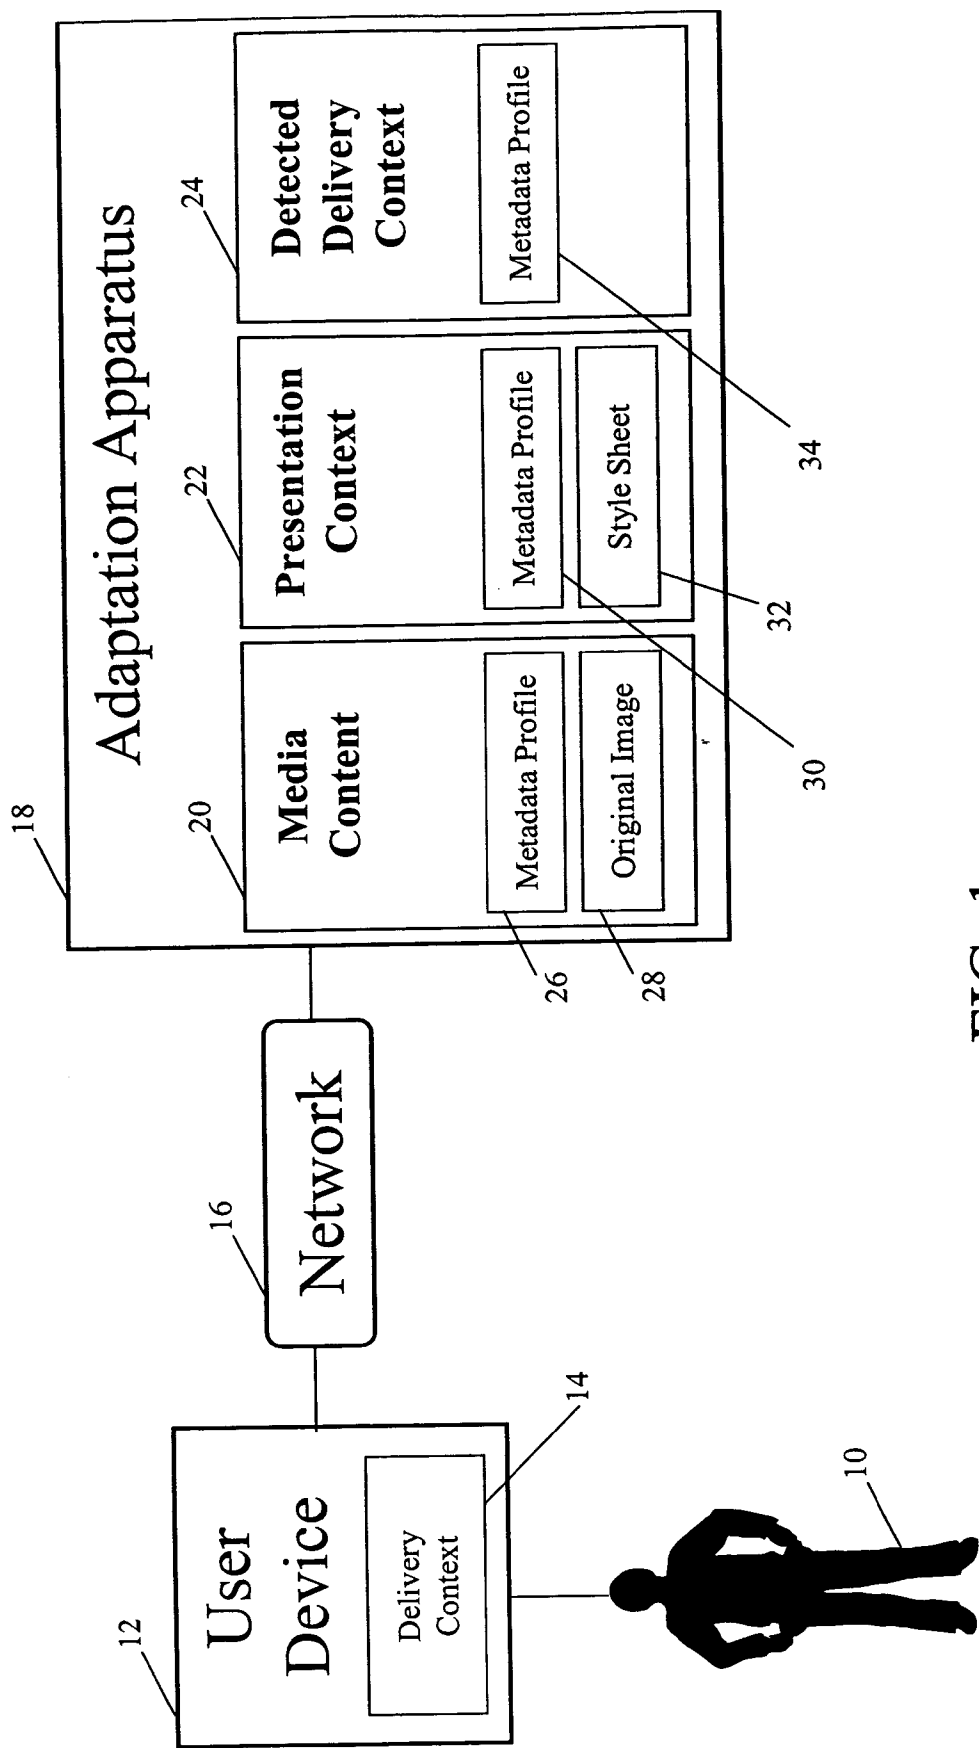 18
Adaptation Apparatus
20
Media
Content
22
Presentation
Context
24
Detected
Delivery
Context
26
Metadata Profile
28
Original Image
30
Metadata Profile
32
Style Sheet
34
Metadata Profile
16
Network
12
User
Device
Delivery
Context
14
10